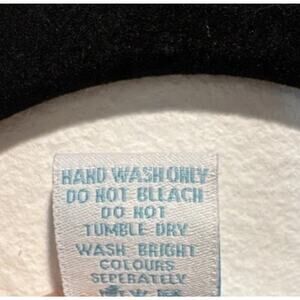 HAND WASH ONLY
DO NOT BLEACH
DO NOT
TUMBLE DRY
WASH BRIGHT
COLOURS
SEPERATELY